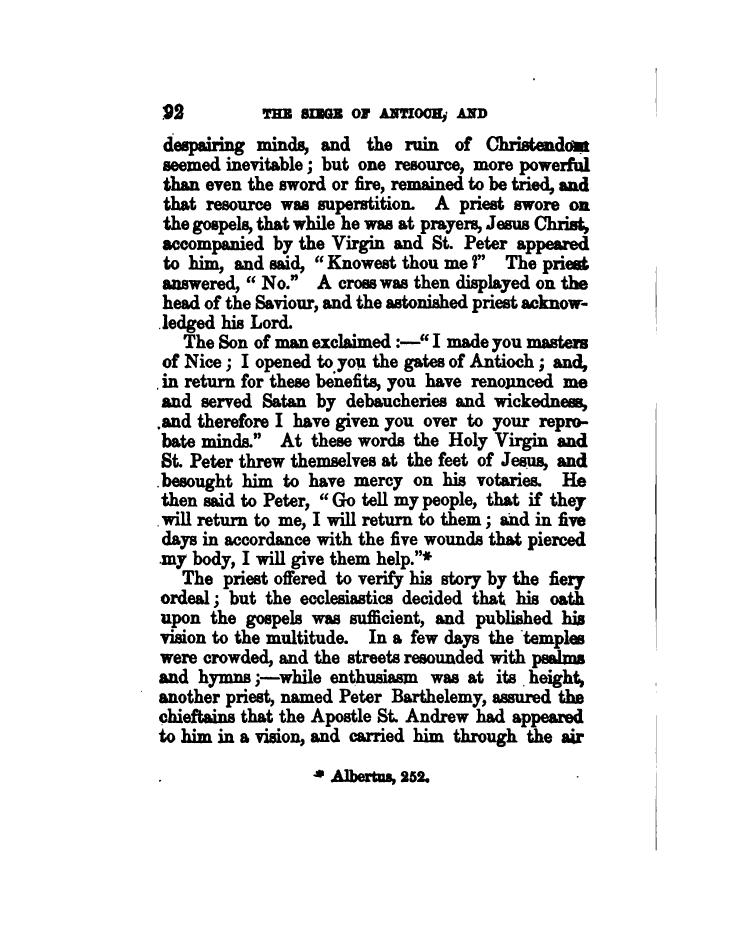 92 THE SIEGE OF ANTIOCH, AND
despairing minds, and the ruin of Christendom
seemed inevitable; but one resource, more powerful
than even the sword or fire, remained to be tried, and
that resource was superstition. A priest swore on
the gospels, that while he was at prayers, Jesus Christ,
accompanied by the Virgin and St. Peter appeared
to him, and said, "Knowest thou me?" The priest
answered, "No." A cross was then displayed on the
head of the Saviour, and the astonished priest acknow-
ledged his Lord.
The Son of man exclaimed:—"I made you masters
of Nice; I opened to you the gates of Antioch; and,
in return for these benefits, you have renounced me
and served Satan by debaucheries and wickedness,
and therefore I have given you over to your repro-
bate minds." At these words the Holy Virgin and
St. Peter threw themselves at the feet of Jesus, and
besought him to have mercy on his votaries. He
then said to Peter, "Go tell my people, that if they
will return to me, I will return to them; and in five
days in accordance with the five wounds that pierced
my body, I will give them help."*
The priest offered to verify his story by the fiery
ordeal; but the ecclesiastics decided that his oath
upon the gospels was sufficient, and published his
vision to the multitude. In a few days the temples
were crowded, and the streets resounded with psalms
and hymns;—while enthusiasm was at its height,
another priest, named Peter Barthelemy, assured the
chieftains that the Apostle St. Andrew had appeared
to him in a vision, and carried him through the air
* Albertus, 252.